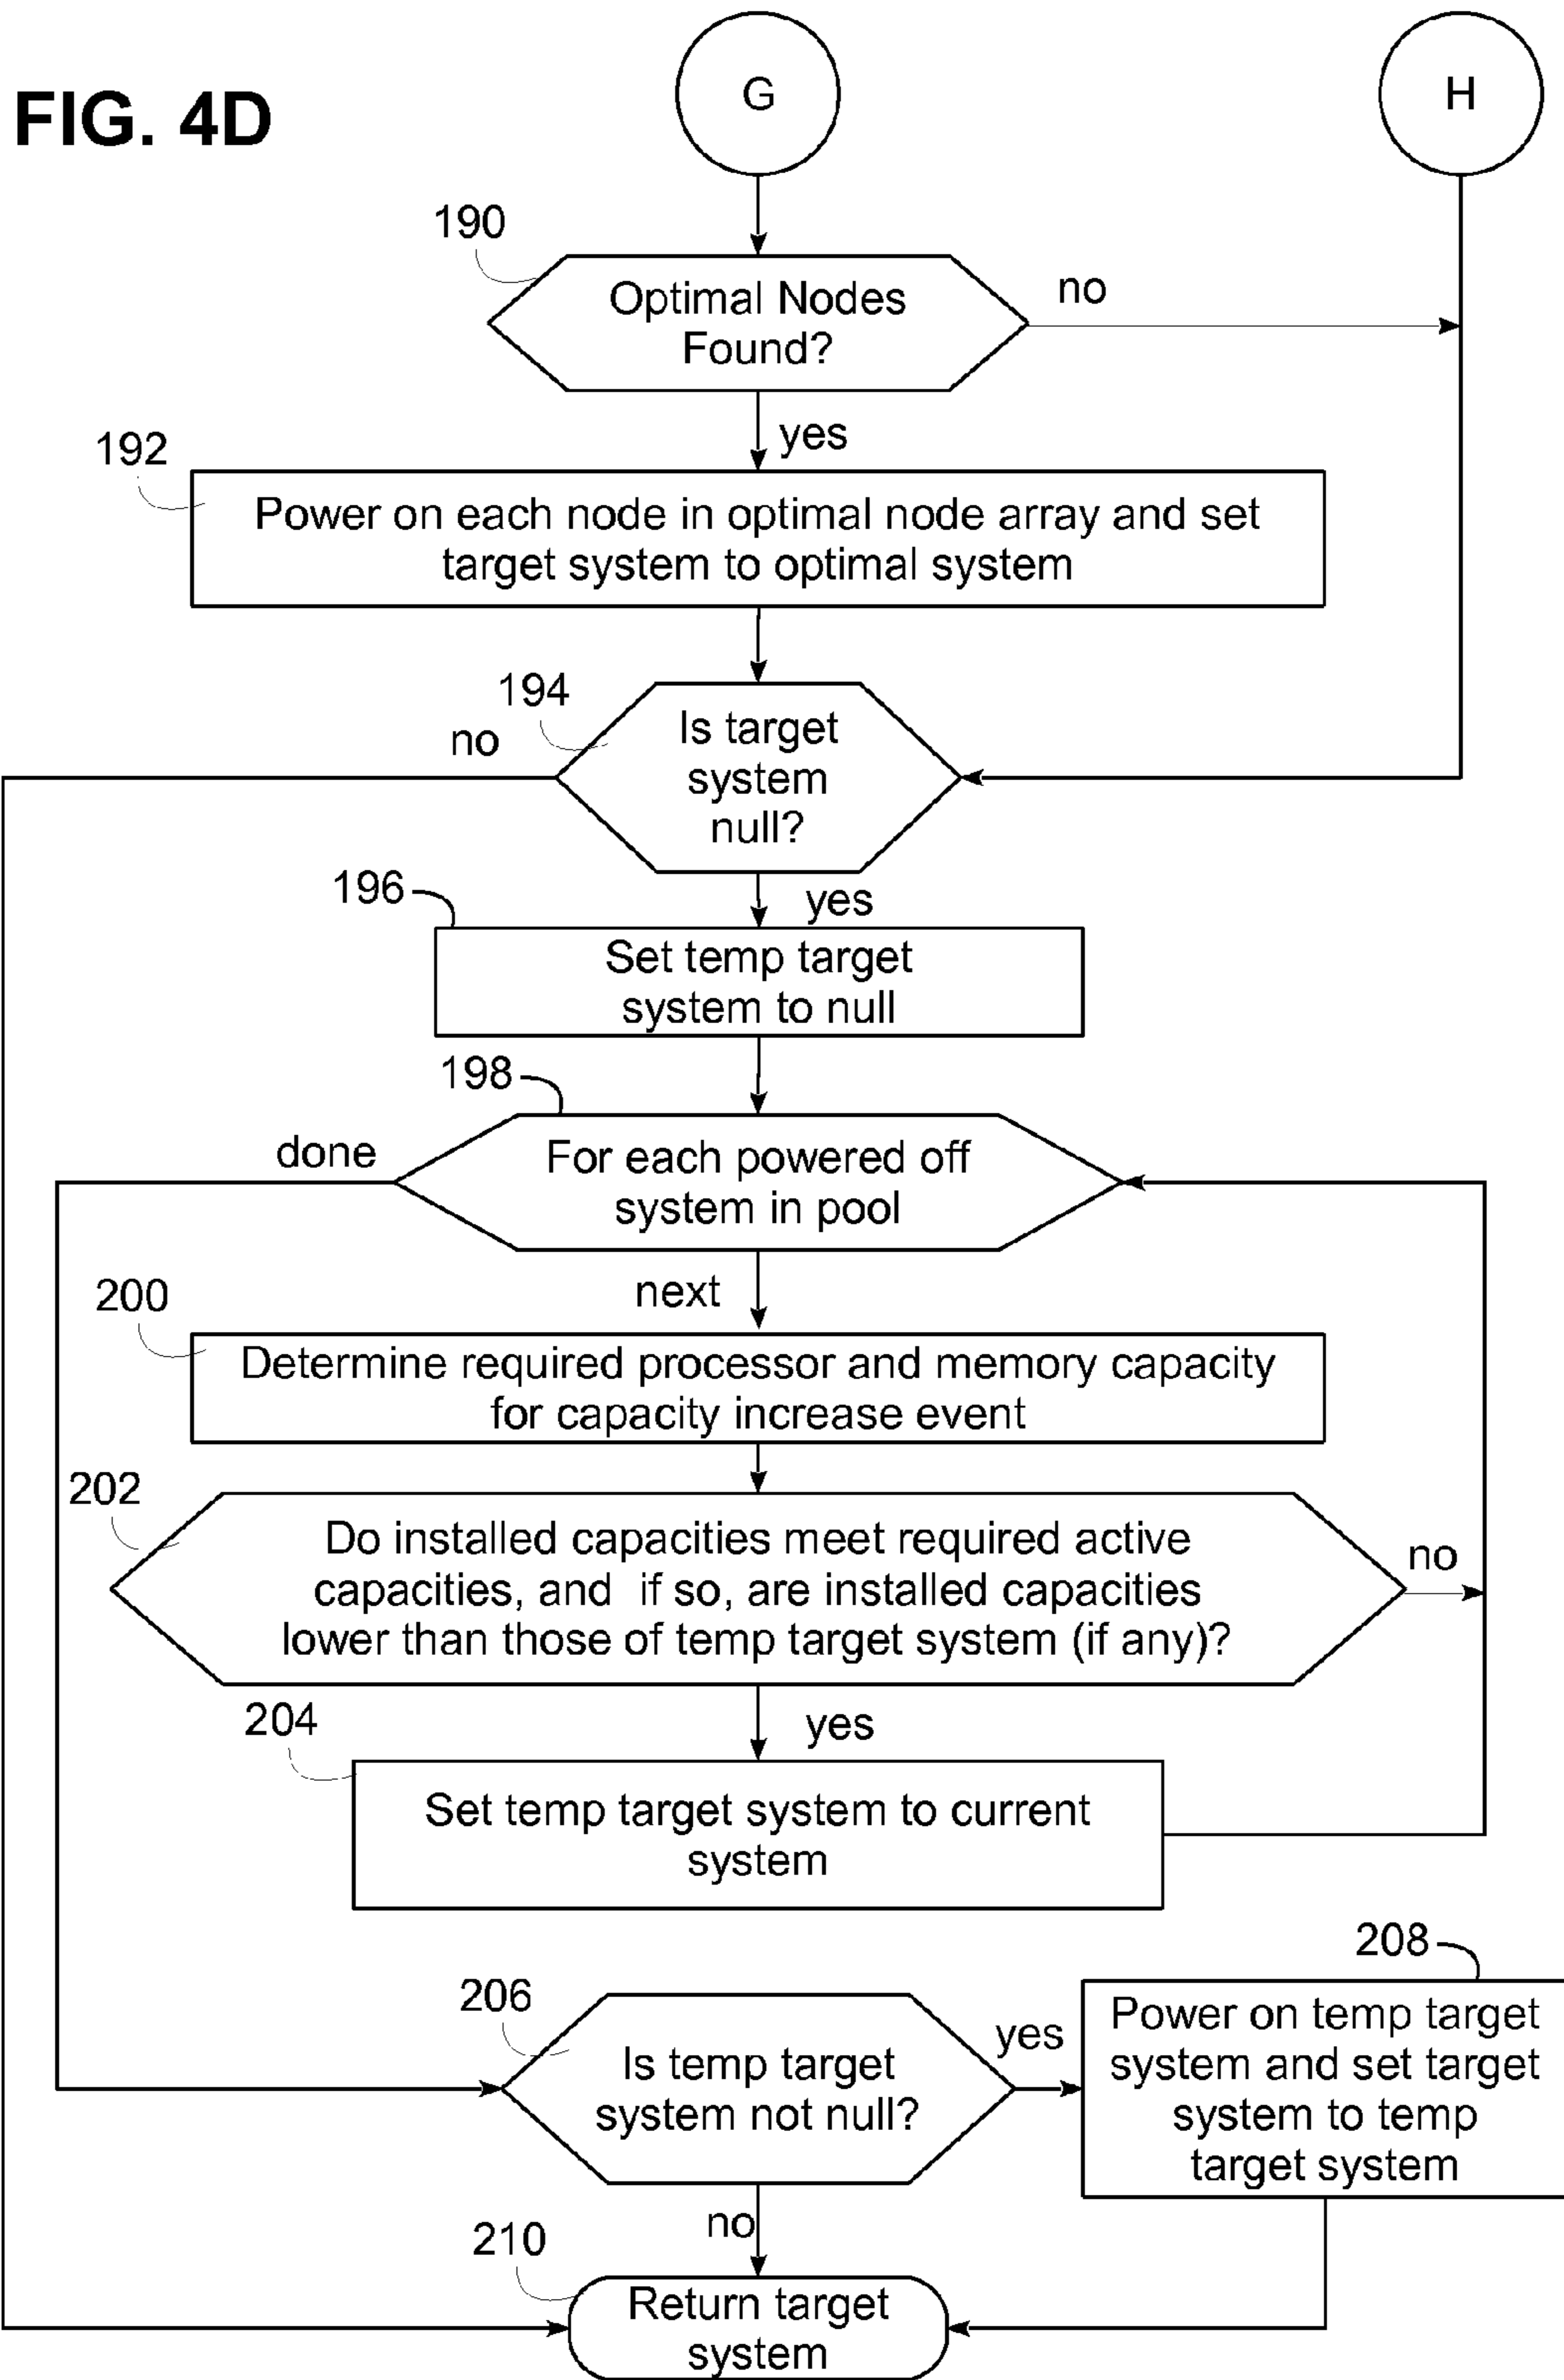 FIG. 4D
G
H
190
Optimal Nodes
Found?
no
yes
192
Power on each node in optimal node array and set
target system to optimal system
194
no
Is target
system
null?
yes
196
Set temp target
system to null
198
done
For each powered off
system in pool
next
200
Determine required processor and memory capacity
for capacity increase event
202
Do installed capacities meet required active
capacities, and if so, are installed capacities
lower than those of temp target system (if any)?
no
yes
204
Set temp target system to current
system
206
Is temp target
system not null?
yes
208
Power on temp target
system and set target
system to temp
target system
no
210
Return target
system